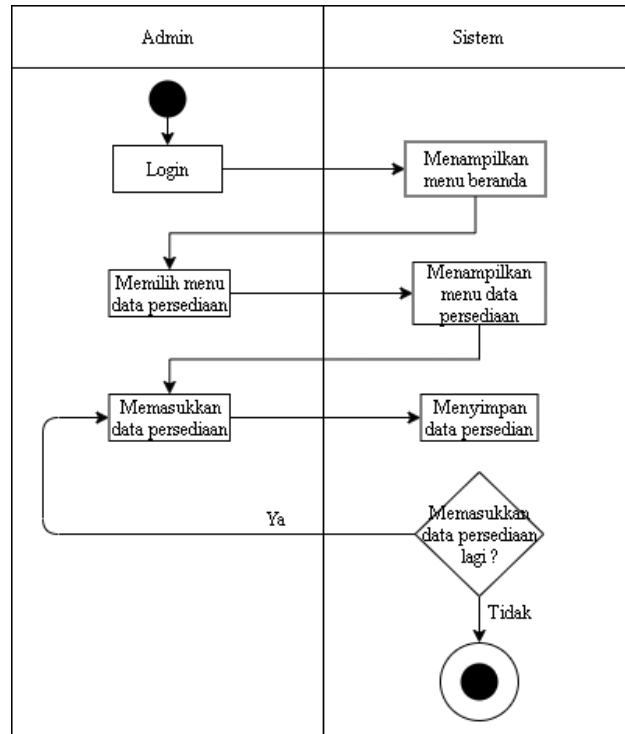 Admin
Sistem
Login
Menampilkan
menu beranda
Memilih menu
data persediaan
Menampilkan
menu data
persediaan
Memasukkan
data persediaan
Menyimpan
data persedian
Memasukkan
data persediaan
lagi ?
Ya
Tidak